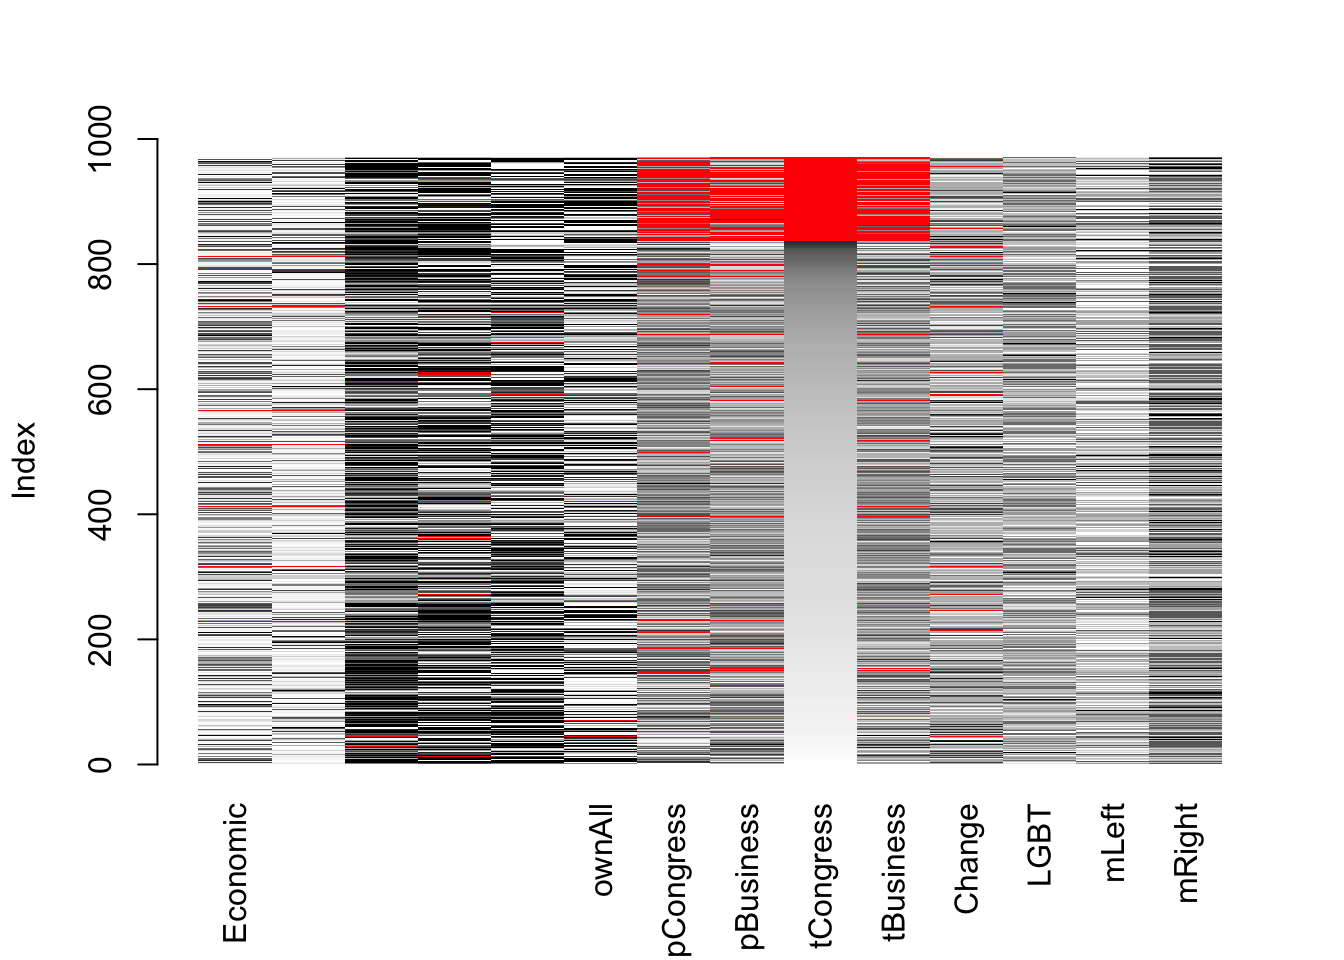 Index
1000
800
600
400
200
0
Economic
ownAll
pCongress
pBusiness
tCongress
tBusiness
Change
LGBT
mLeft
mRight